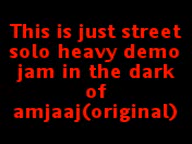 This is just street
solo heavy demo
jam in the dark
of
amjaaj(original)